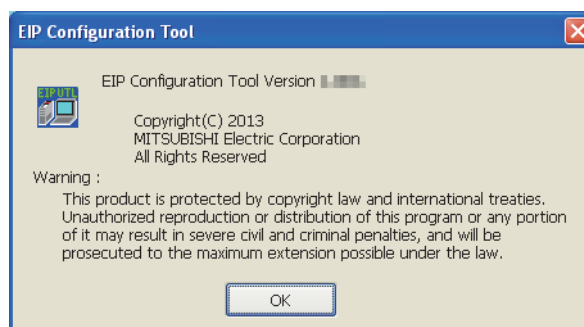 EIP Configuration Tool
EIP UTL
EIP Configuration Tool Version
Copyright(C) 2013
MITSUBISHI Electric Corporation
All Rights Reserved
Warning :
This product is protected by copyright law and international treaties.
Unauthorized reproduction or distribution of this program or any portion
of it may result in severe civil and criminal penalties, and will be
prosecuted to the maximum extension possible under the law.
OK